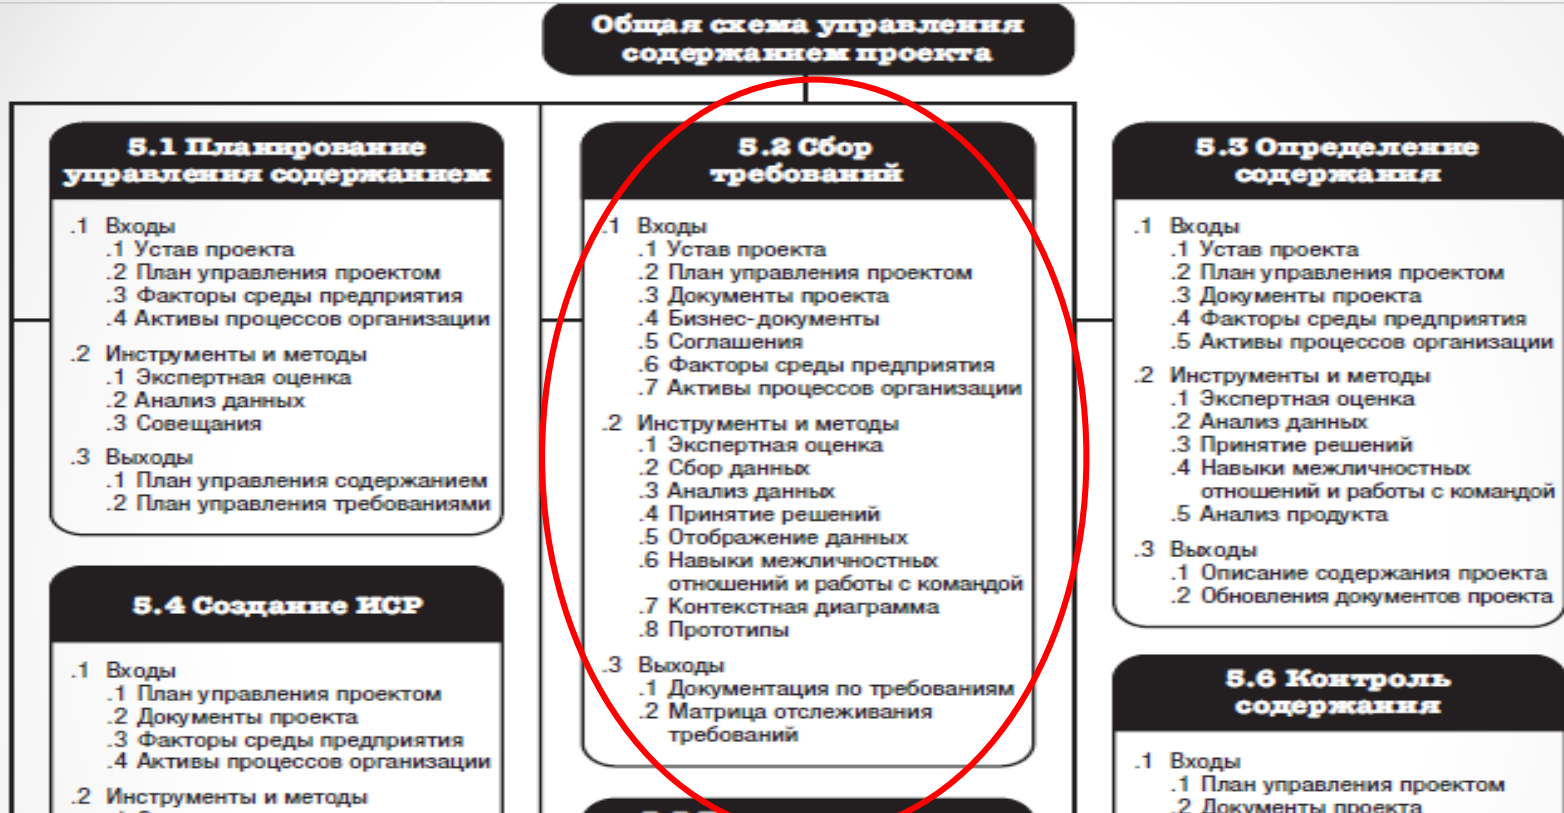 Общая схема управления
содержанием проекта
5.1 Планирование
управления содержанием
.1 Входы
.1 Устав проекта
.2 План управления проектом
.3 Факторы среды предприятия
.4 Активы процессов организации
.2 Инструменты и методы
.1 Экспертная оценка
.2 Анализ данных
.3 Совещания
.3 Выходы
.1 План управления содержанием
.2 План управления требованиями
5.4 Создание ИСР
.1 Входы
.1 План управления проектом
.2 Документы проекта
.3 Факторы среды предприятия
.4 Активы процессов организации
.2 Инструменты и методы
5.2 Сбор
требований
.1 Входы
.1 Устав проекта
.2 План управления проектом
.3 Документы проекта
.4 Бизнес-документы
.5 Соглашения
.6 Факторы среды предприятия
.7 Активы процессов организации
.2 Инструменты и методы
.1 Экспертная оценка
.2 Сбор данных
.3 Анализ данных
.4 Принятие решений
.5 Отображение данных
.6 Навыки межличностных
отношений и работы с командой
.7 Контекстная диаграмма
.8 Прототипы
.3 Выходы
.1 Документация по требованиям
.2 Матрица отслеживания
требований
5.3 Определение
содержания
.1 Входы
.1 Устав проекта
.2 План управления проектом
.3 Документы проекта
.4 Факторы среды предприятия
.5 Активы процессов организации
.2 Инструменты и методы
.1 Экспертная оценка
.2 Анализ данных
.3 Принятие решений
.4 Навыки межличностных
отношений и работы с командой
.5 Анализ продукта
.3 Выходы
.1 Описание содержания проекта
.2 Обновления документов проекта
5.6 Контроль
содержания
.1 Входы
.1 План управления проектом
.2 Документы проекта